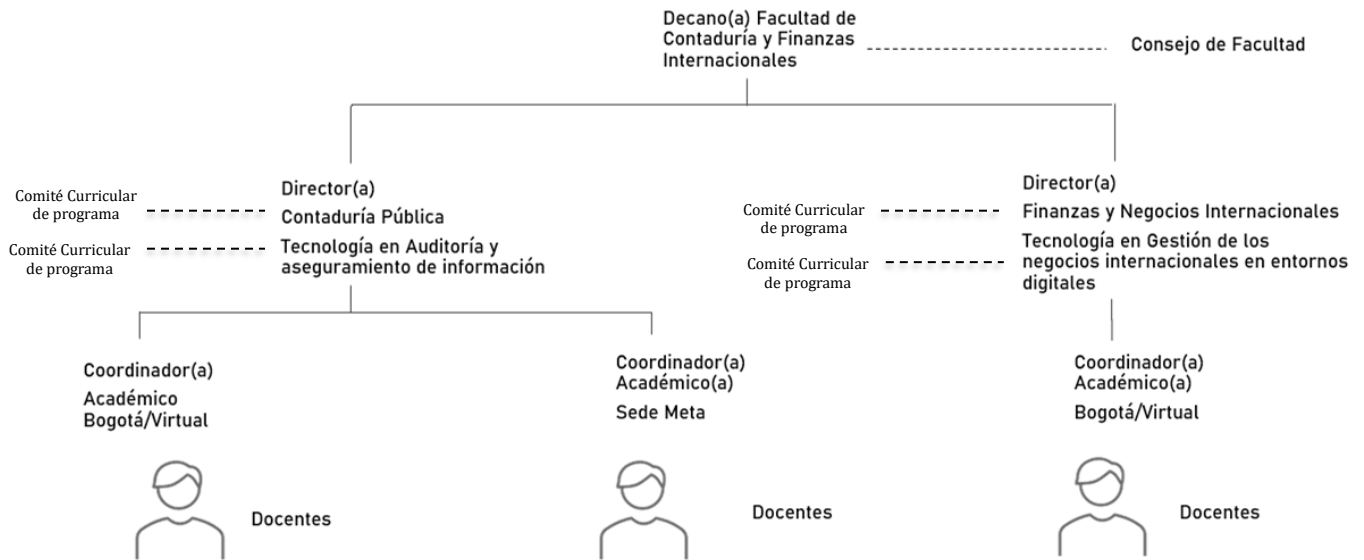 Decano(a) Facultad de
Contaduría y Finanzas
Internacionales
Consejo de Facultad
Comité Curricular
de programa
Comité Curricular
de programa
Director(a)
Contaduría Pública
Tecnología en Auditoría y
aseguramiento de información
Comité Curricular
de programa
Comité Curricular
de programa
Director(a)
Finanzas y Negocios Internacionales
Tecnología en Gestión de los
negocios internacionales en entornos
digitales
Coordinador(a)
Académico
Bogotá/Virtual
Coordinador(a)
Académico(a)
Sede Meta
Coordinador(a)
Académico(a)
Bogotá/Virtual
Docentes
Docentes
Docentes